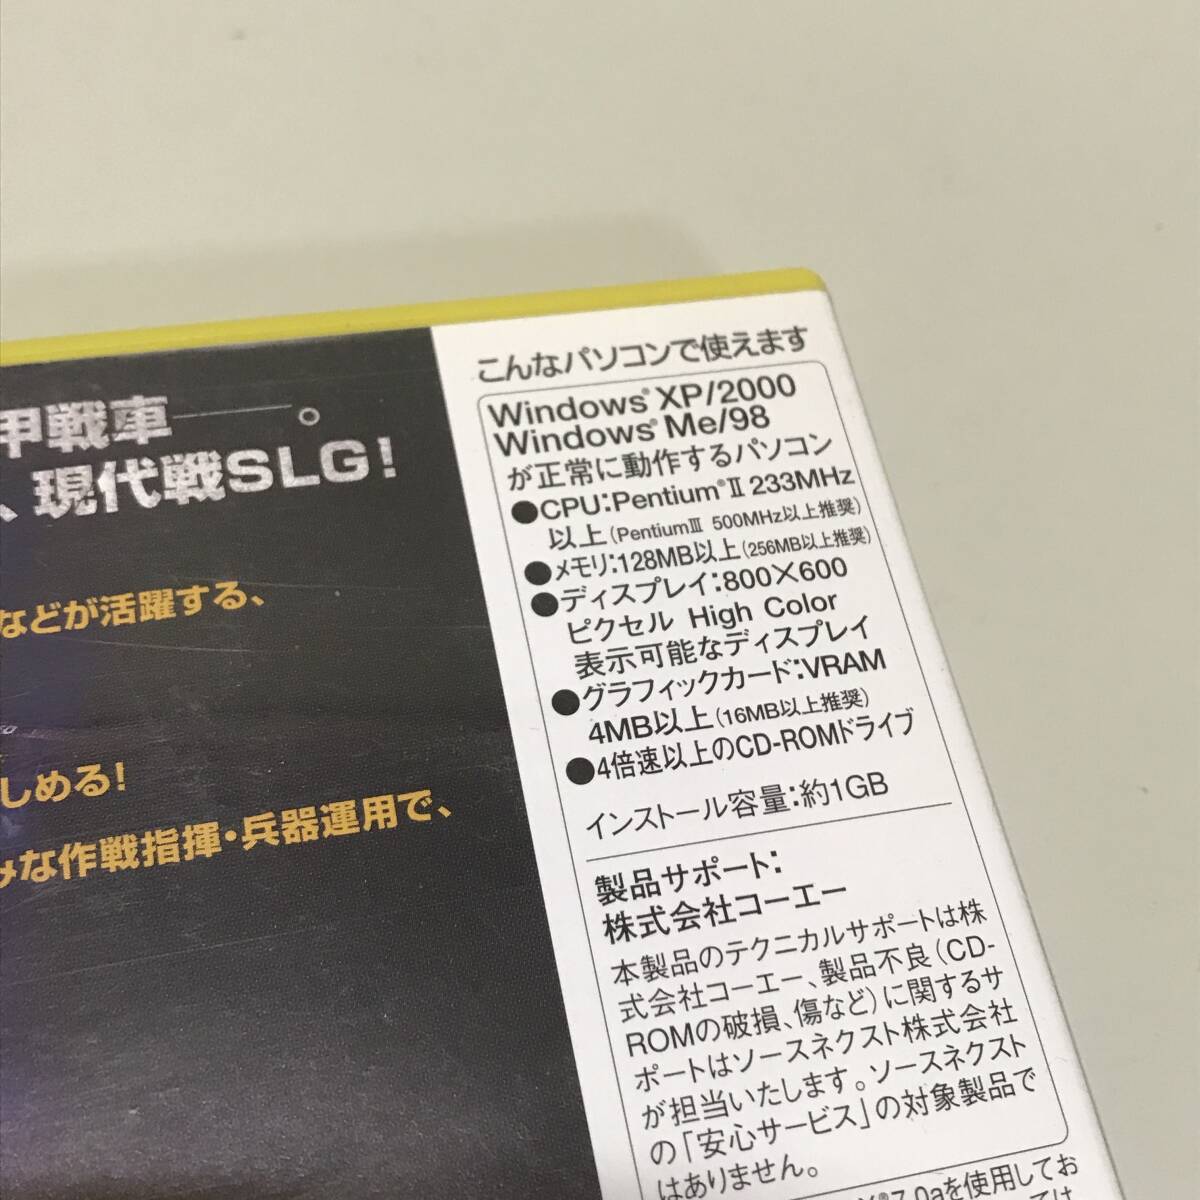 甲戦車――。
、現代戦SLG!
などが活躍する、
しめる!
みな作戦指揮・兵器運用で、
こんなパソコンで使えます
Windows® XP/2000
Windows® Me/98
が正常に動作するパソコン
●CPU:Pentium®Ⅱ 233MHz
以上(PentiumⅢ 500MHz以上推奨)
●メモリ:128MB以上(256MB以上推奨)
●ディスプレイ:800×600
ピクセル High Color
表示可能なディスプレイ
●グラフィックカード:VRAM
4MB以上(16MB以上推奨)
●4倍速以上のCD-ROMドライブ
インストール容量:約1GB
製品サポート:
株式会社コーエー
本製品のテクニカルサポートは株
式会社コーエー、製品不良(CD-
ROMの破損、傷など)に関するサ
ポートはソースネクスト株式会社
が担当いたします。ソースネクスト
の「安心サービス」の対象製品で
はありません。
7.0aを使用してお